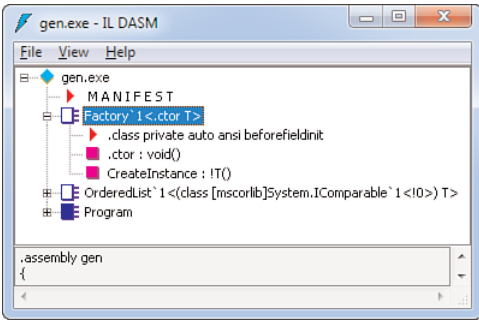 gen.exe - IL DASM
File View Help
gen.exe
MANIFEST
Factory`1<.ctor T>
.class private auto ansi beforefieldinit
.ctor : void()
CreateInstance : !T()
OrderedList`1<(class [mscorlib]System.IComparable`1<!0>) T>
Program
.assembly gen
{